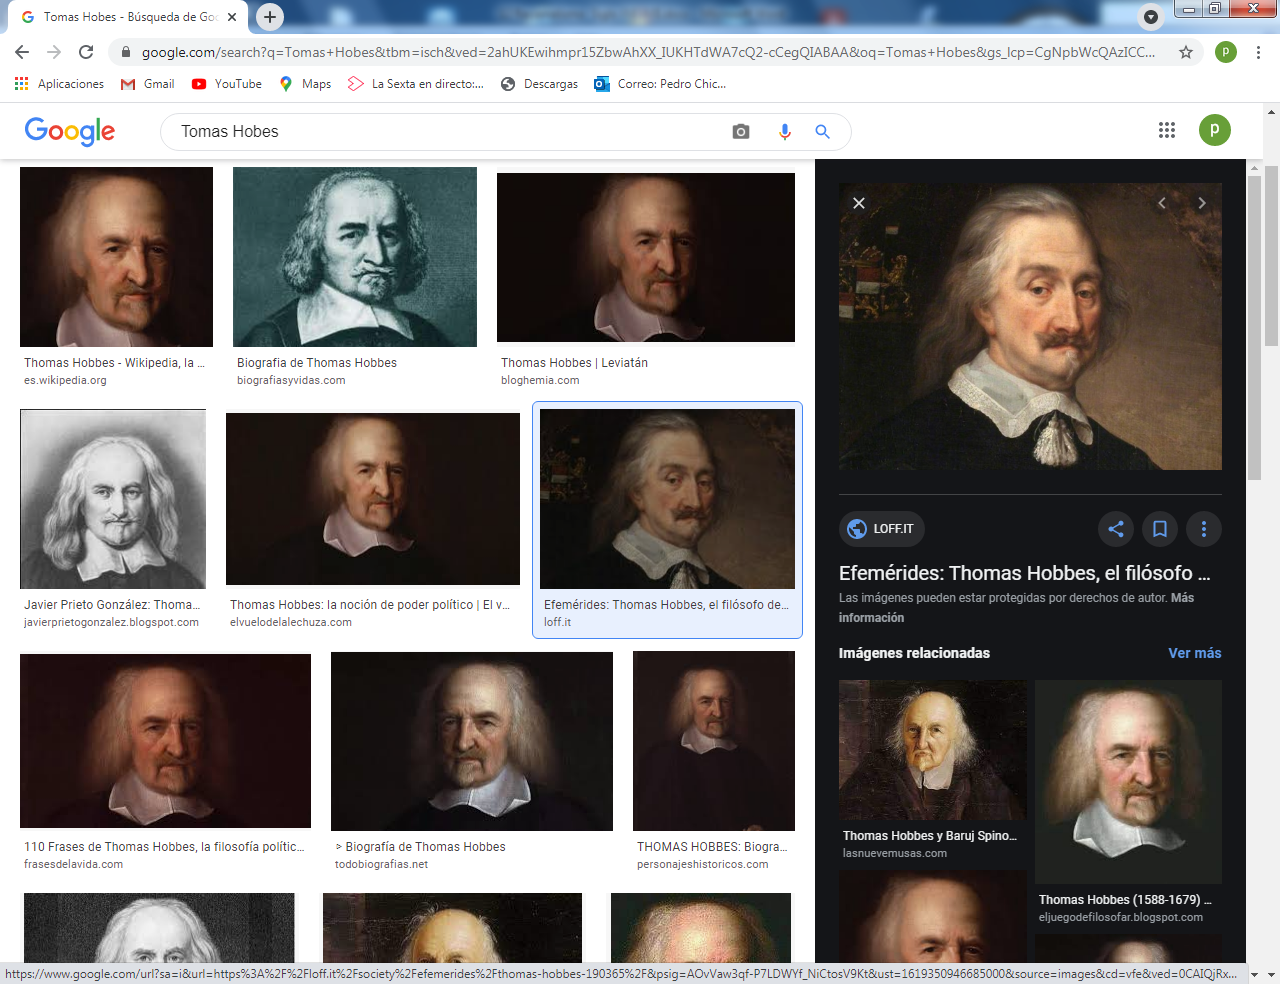 Tomas Hobes - Búsqueda de Goo
google.com/search?q=Tomas+Hobes&tbm=isch&ved=2ahUKEwihmpr15ZbwAhXX_IUKHTdWA7cQ2-cCegQIABAA&oq=Tomas+Hobes&gs_lcp=CgNpbWcQAzICC...
p
Aplicaciones
Gmail
YouTube
Maps
La Sexta en directo:...
Descargas
Correo: Pedro Chic...
Google
Tomas Hobes
p
Thomas Hobbes - Wikipedia, la ...
es.wikipedia.org
Biografia de Thomas Hobbes
biografiasyvidas.com
Thomas Hobbes | Leviatán
bloghemia.com
Javier Prieto González: Thoma...
javierprietogonzalez.blogspot.com
Thomas Hobbes: la noción de poder político | El v...
elvuelodelalechuza.com
Efemérides: Thomas Hobbes, el filósofo de...
loff.it
110 Frases de Thomas Hobbes, la filosofía polític...
frasesdelavida.com
> Biografía de Thomas Hobbes
todobiografias.net
THOMAS HOBBES: Biogra...
personajeshistoricos.com
LOFF.IT
Efemérides: Thomas Hobbes, el filósofo ...
Las imágenes pueden estar protegidas por derechos de autor. Más
información
Imágenes relacionadas
Ver más
Thomas Hobbes y Baruj Spino...
lasnuevemusas.com
Thomas Hobbes (1588-1679) ...
eljuegodefilosofar.blogspot.com
https://www.google.com/url?sa=i&url=https%3A%2F%2Floff.it%2Fsociety%2Fefemerides%2Fthomas-hobbes-190365%2F&psig=AOvVaw3qf-P7LDWYf_NiCtosV9Kt&ust=1619350946685000&source=images&cd=vfe&ved=0CAIQjRx...